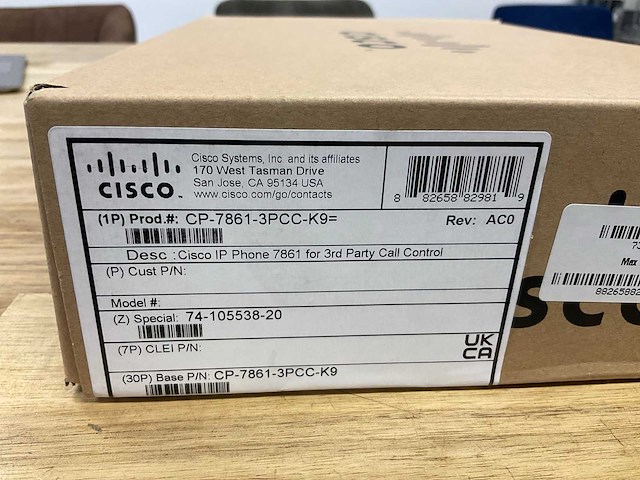 CISCO
CISCO
Cisco Systems, Inc. and its affiliates
170 West Tasman Drive
San Jose, CA 95134 USA
www.cisco.com/go/contacts
8 82658 82981 9
(1P) Prod.#: CP-7861-3PCC-K9=
Rev: AC0
Desc : Cisco IP Phone 7861 for 3rd Party Call Control
(P) Cust P/N:
Model #:
(Z) Special: 74-105538-20
(7P) CLEI P/N:
UK
CA
(30P) Base P/N: CP-7861-3PCC-K9
73
Max
88265882